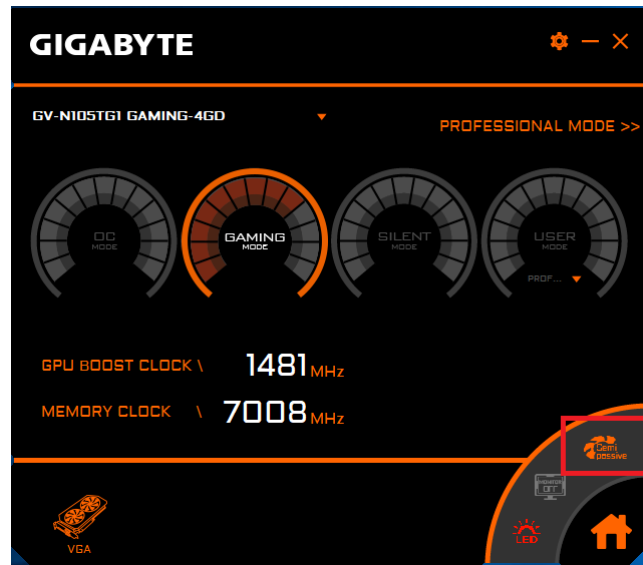 GIGABYTE
GV-N105TG1 GAMING-4GD
PROFESSIONAL MODE >>
OC
MODE
GAMING
MODE
SILENT
MODE
USER
MODE
PROF...
GPU BOOST CLOCK \ 1481 MHz
MEMORY CLOCK \ 7008 MHz
Semi
passive
MONITOR
OFF
LED
VGA